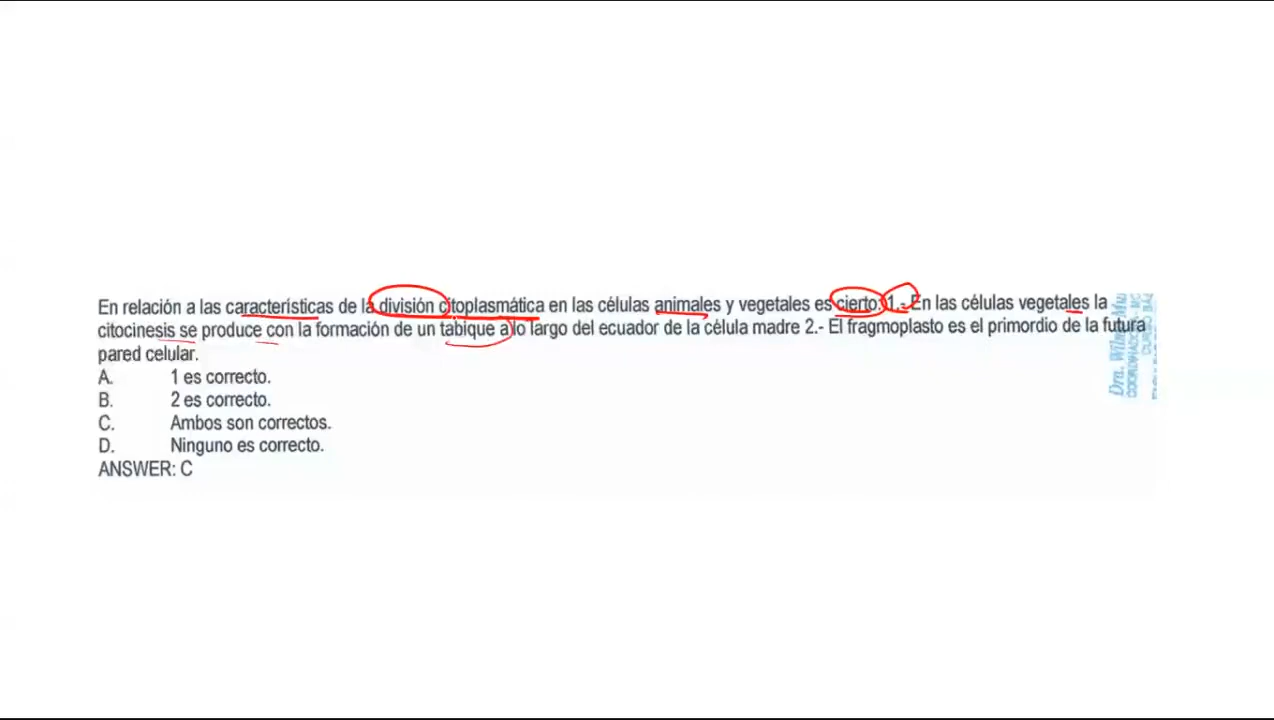 En relación a las características de la división citoplasmática en las células animales y vegetales es cierto: 1.- En las células vegetales la
citocinesis se produce con la formación de un tabique a lo largo del ecuador de la célula madre 2.- El fragmoplasto es el primordio de la futura
pared celular.
A. 1 es correcto.
B. 2 es correcto.
C. Ambos son correctos.
D. Ninguno es correcto.
ANSWER: C
Dra.